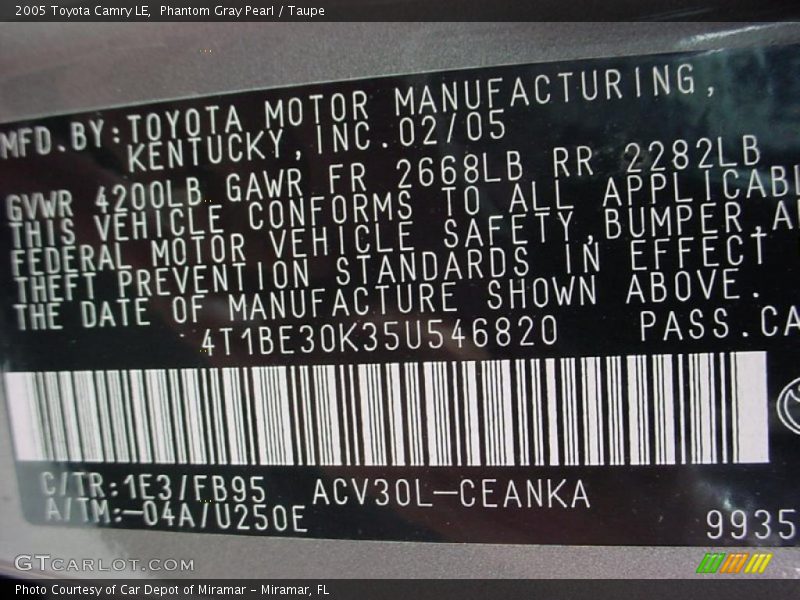 2005 Toyota Camry LE,  Phantom Gray Pearl / Taupe
MFD.BY:TOYOTA MOTOR MANUFACTURING,
KENTUCKY,INC.02/05
GVWR 4200LB GAWR FR 2668LB RR 2282LB
THIS VEHICLE CONFORMS TO ALL APPLICABL
FEDERAL MOTOR VEHICLE SAFETY,BUMPER,AN
THEFT PREVENTION STANDARDS IN EFFECT
THE DATE OF MANUFACTURE SHOWN ABOVE.
4T1BE30K35U546820 PASS.CA
C/TR:1E3/FB95 ACV30L-CEANKA
A/TM:-04A/U250E
9935
GTCARLOT.COM
Photo Courtesy of Car Depot of Miramar - Miramar, FL